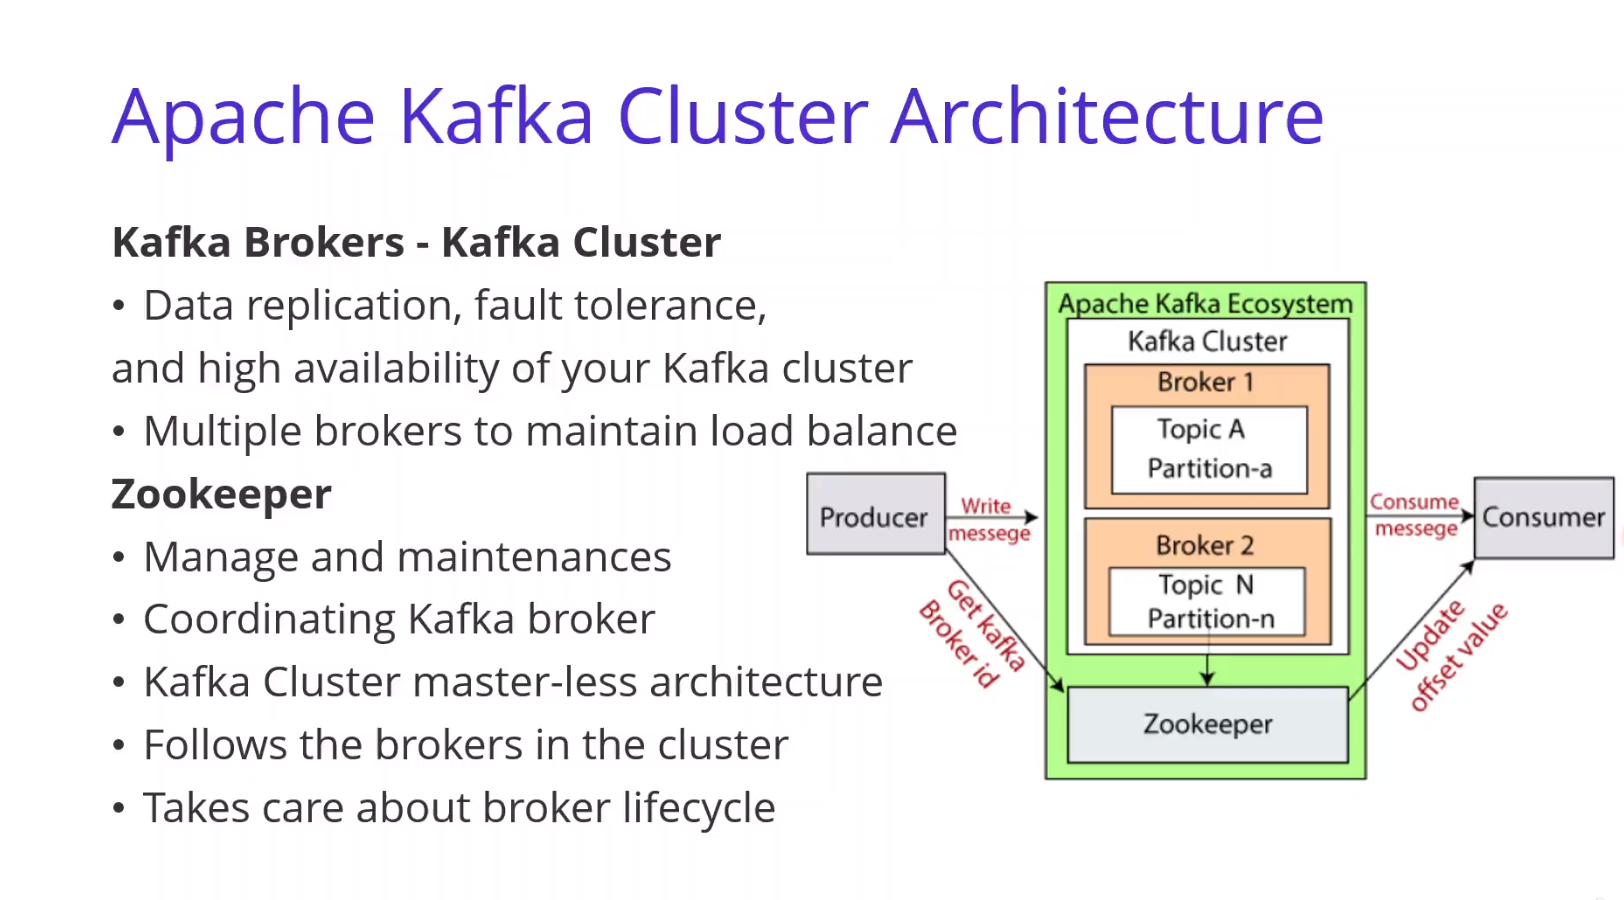 Apache Kafka Cluster Architecture
Kafka Brokers - Kafka Cluster
• Data replication, fault tolerance,
and high availability of your Kafka cluster
• Multiple brokers to maintain load balance
Zookeeper
• Manage and maintenances
• Coordinating Kafka broker
• Kafka Cluster master-less architecture
• Follows the brokers in the cluster
• Takes care about broker lifecycle
Apache Kafka Ecosystem
Kafka Cluster
Broker 1
Topic A
Partition-a
Producer
Write
messege
Consume
messege
Consumer
Broker 2
Topic N
Partition-n
Get kafka
Broker id
Update
offset value
Zookeeper